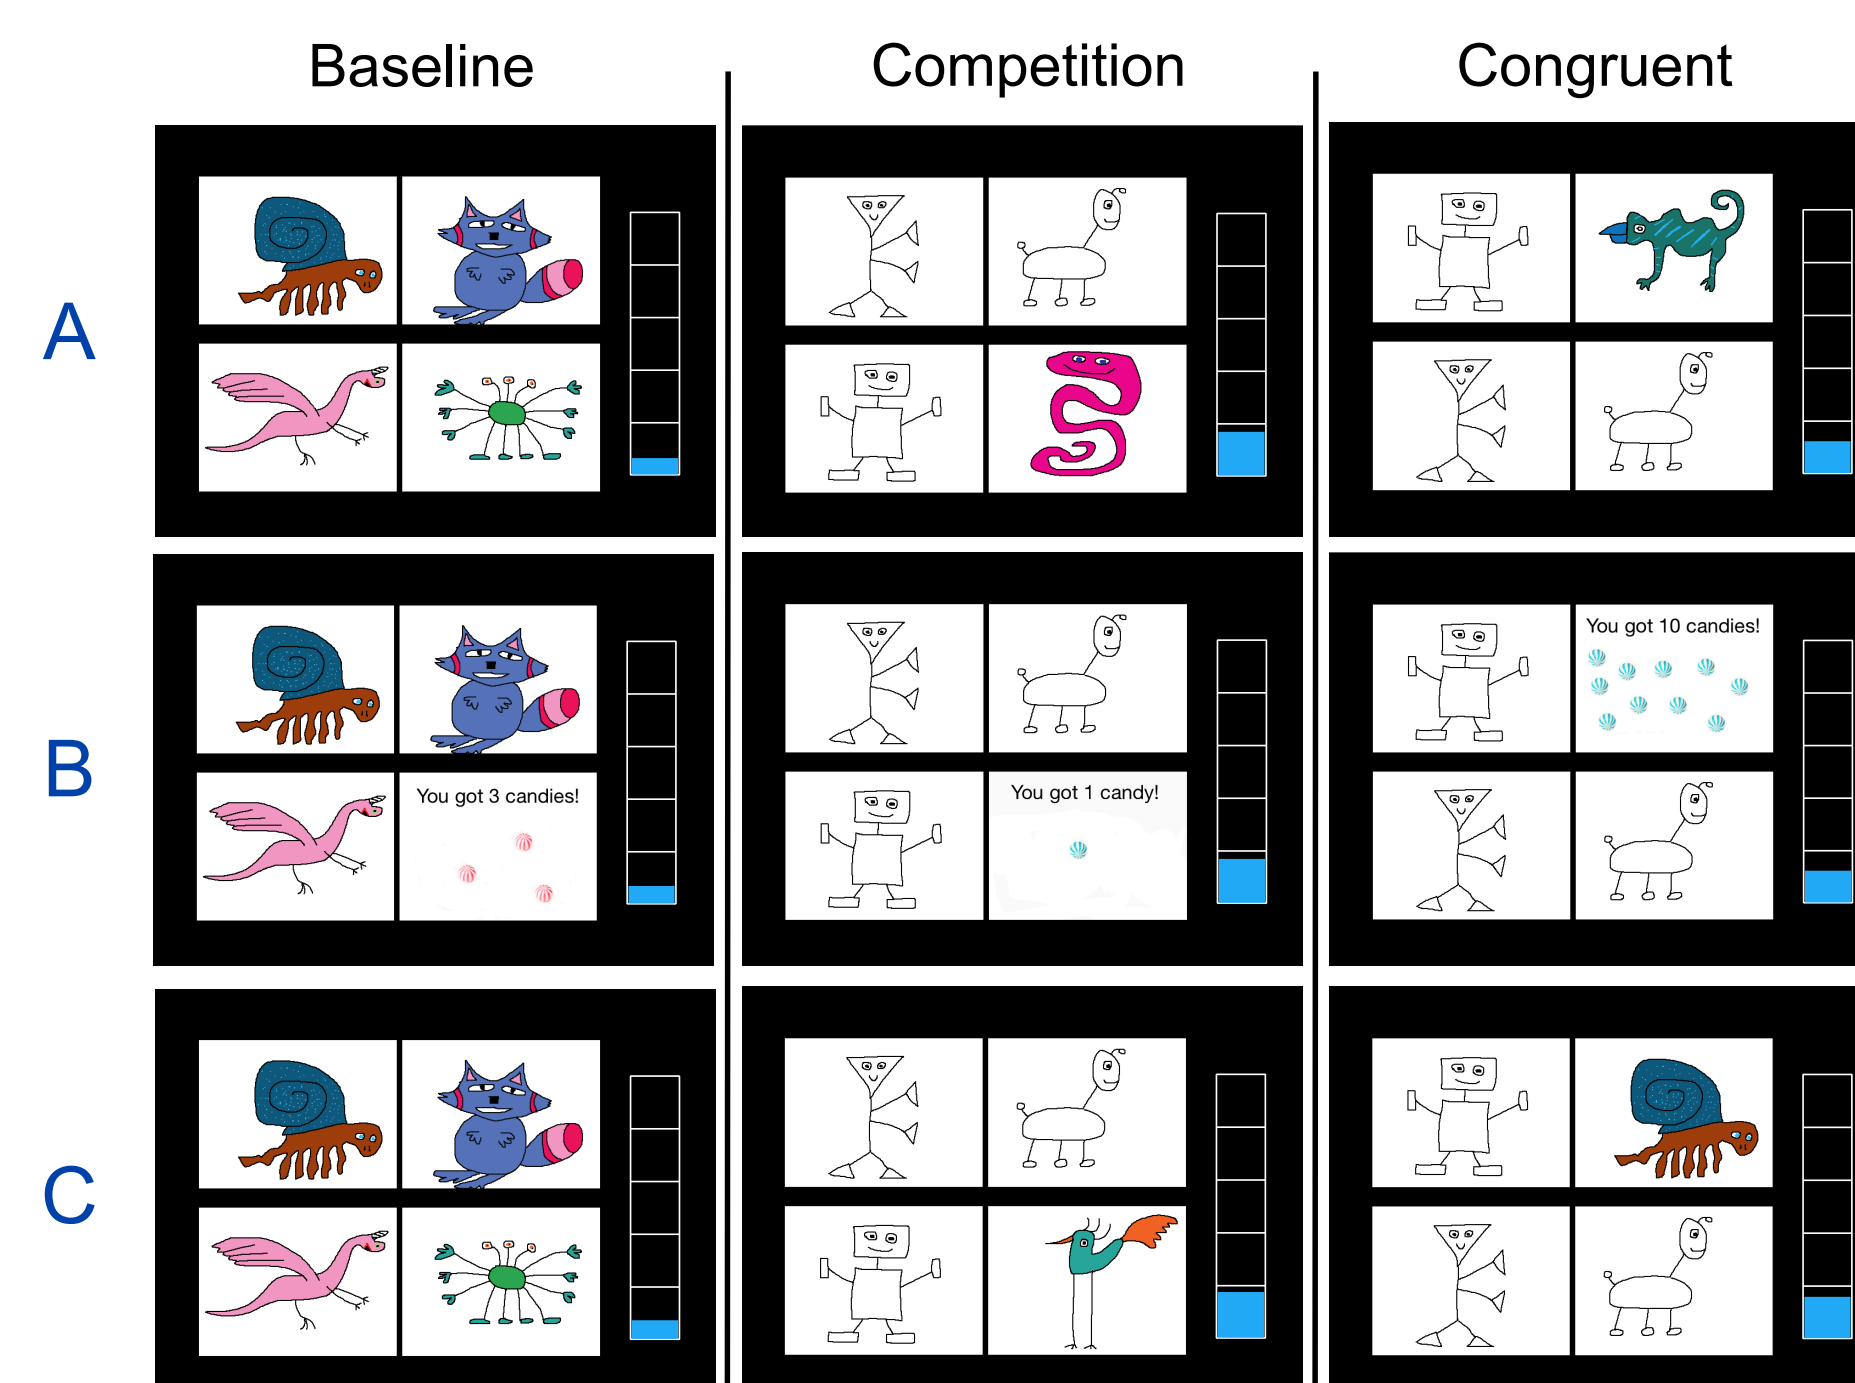 Baseline
Competition
Congruent
A
B
You got 3 candies!
You got 1 candy!
You got 10 candies!
C